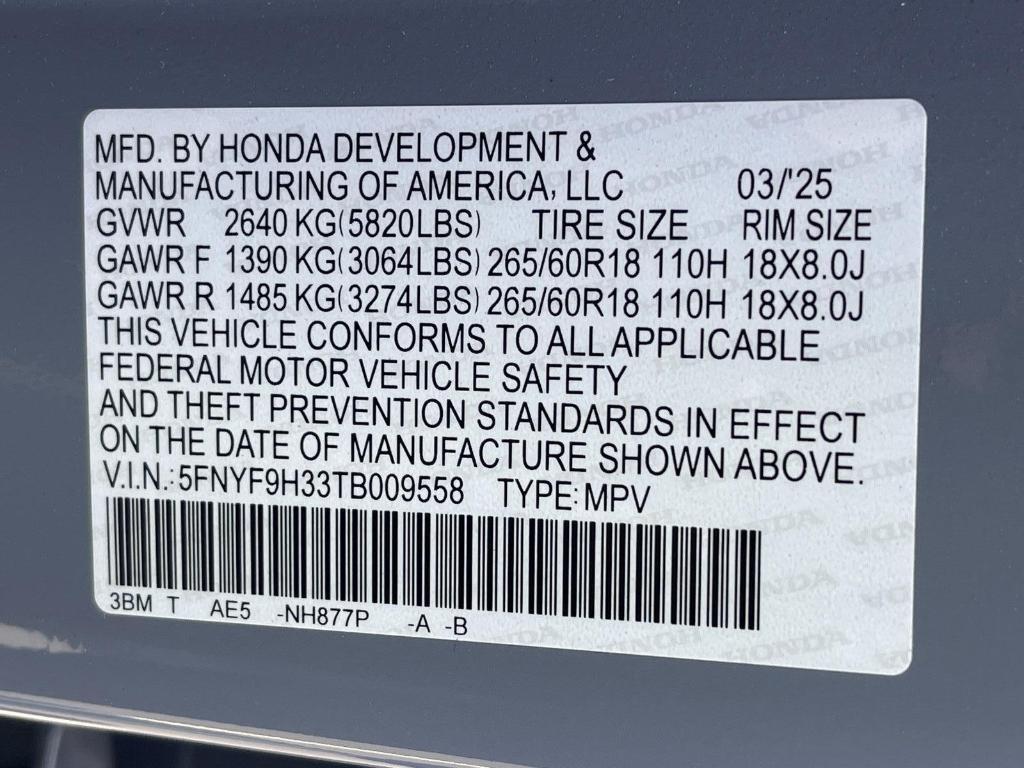 MFD. BY HONDA DEVELOPMENT &
MANUFACTURING OF AMERICA, LLC 03/'25
GVWR 2640 KG(5820LBS) TIRE SIZE RIM SIZE
GAWR F 1390 KG(3064LBS) 265/60R18 110H 18X8.0J
GAWR R 1485 KG(3274LBS) 265/60R18 110H 18X8.0J
THIS VEHICLE CONFORMS TO ALL APPLICABLE
FEDERAL MOTOR VEHICLE SAFETY
AND THEFT PREVENTION STANDARDS IN EFFECT
ON THE DATE OF MANUFACTURE SHOWN ABOVE.
V.I.N.: 5FNYF9H33TB009558 TYPE: MPV
3BM T AE5 -NH877P -A -B